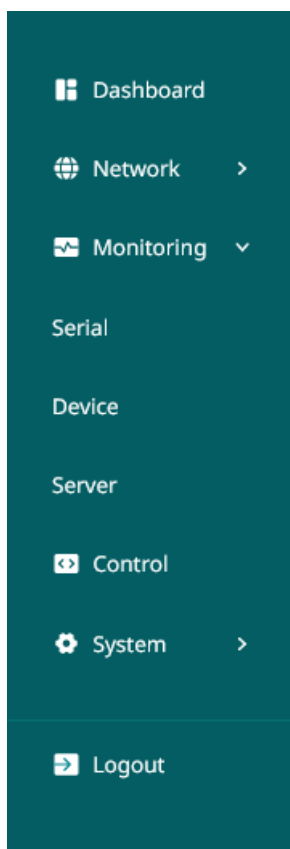 Dashboard
Network
Monitoring
Serial
Device
Server
Control
System
Logout